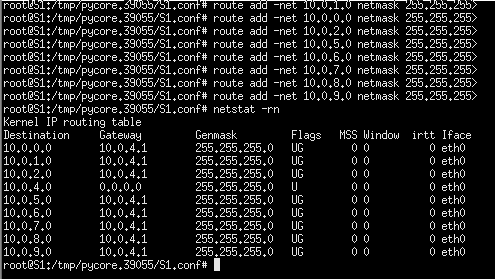 root@S1:/tmp/pycore.39055/S1.conf# route add -net 10.0.1.0 netmask 255.255.255>
root@S1:/tmp/pycore.39055/S1.conf# route add -net 10.0.0.0 netmask 255.255.255>
root@S1:/tmp/pycore.39055/S1.conf# route add -net 10.0.2.0 netmask 255.255.255>
root@S1:/tmp/pycore.39055/S1.conf# route add -net 10.0.5.0 netmask 255.255.255>
root@S1:/tmp/pycore.39055/S1.conf# route add -net 10.0.6.0 netmask 255.255.255>
root@S1:/tmp/pycore.39055/S1.conf# route add -net 10.0.7.0 netmask 255.255.255>
root@S1:/tmp/pycore.39055/S1.conf# route add -net 10.0.8.0 netmask 255.255.255>
root@S1:/tmp/pycore.39055/S1.conf# route add -net 10.0.9.0 netmask 255.255.255>
root@S1:/tmp/pycore.39055/S1.conf# netstat -rn
Kernel IP routing table
Destination Gateway Genmask Flags MSS Window irtt Iface
10.0.0.0 10.0.4.1 255.255.255.0 UG 0 0 0 eth0
10.0.1.0 10.0.4.1 255.255.255.0 UG 0 0 0 eth0
10.0.2.0 10.0.4.1 255.255.255.0 UG 0 0 0 eth0
10.0.4.0 0.0.0.0 255.255.255.0 U 0 0 0 eth0
10.0.5.0 10.0.4.1 255.255.255.0 UG 0 0 0 eth0
10.0.6.0 10.0.4.1 255.255.255.0 UG 0 0 0 eth0
10.0.7.0 10.0.4.1 255.255.255.0 UG 0 0 0 eth0
10.0.8.0 10.0.4.1 255.255.255.0 UG 0 0 0 eth0
10.0.9.0 10.0.4.1 255.255.255.0 UG 0 0 0 eth0
root@S1:/tmp/pycore.39055/S1.conf#